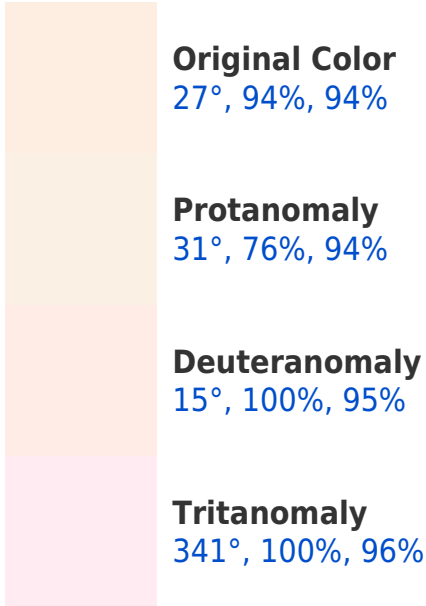 Original Color
27°, 94%, 94%
Protanomaly
31°, 76%, 94%
Deuteranomaly
15°, 100%, 95%
Tritanomaly
341°, 100%, 96%